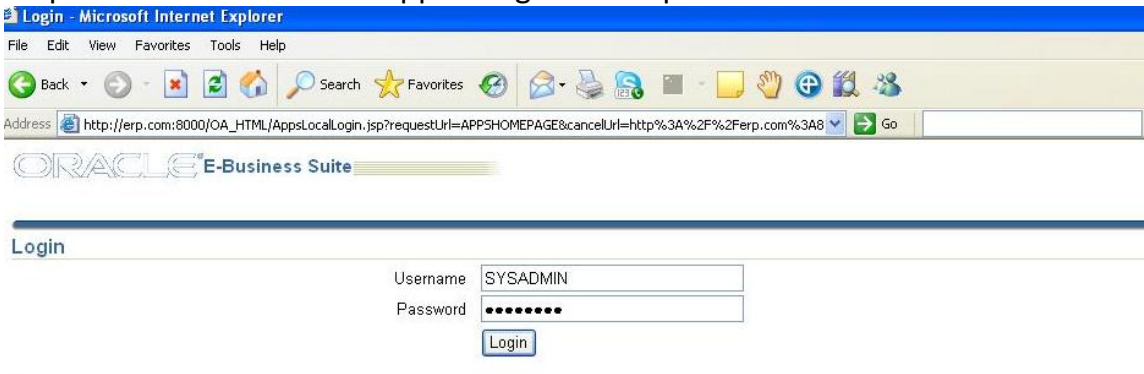 Login - Microsoft Internet Explorer
File Edit View Favorites Tools Help
Back Search Favorites
Address http://erp.com:8000/OA_HTML/AppsLocalLogin.jsp?requestUrl=APPSHOMEPAGE&cancelUrl=http%3A%2F%2Ferp.com%3A8 Go
ORACLE® E-Business Suite
Login
Username SYSADMIN
Password ••••••••
Login